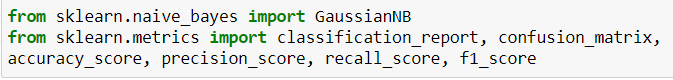 from sklearn.naive_bayes import GaussianNB
from sklearn.metrics import classification_report, confusion_matrix,
accuracy_score, precision_score, recall_score, f1_score